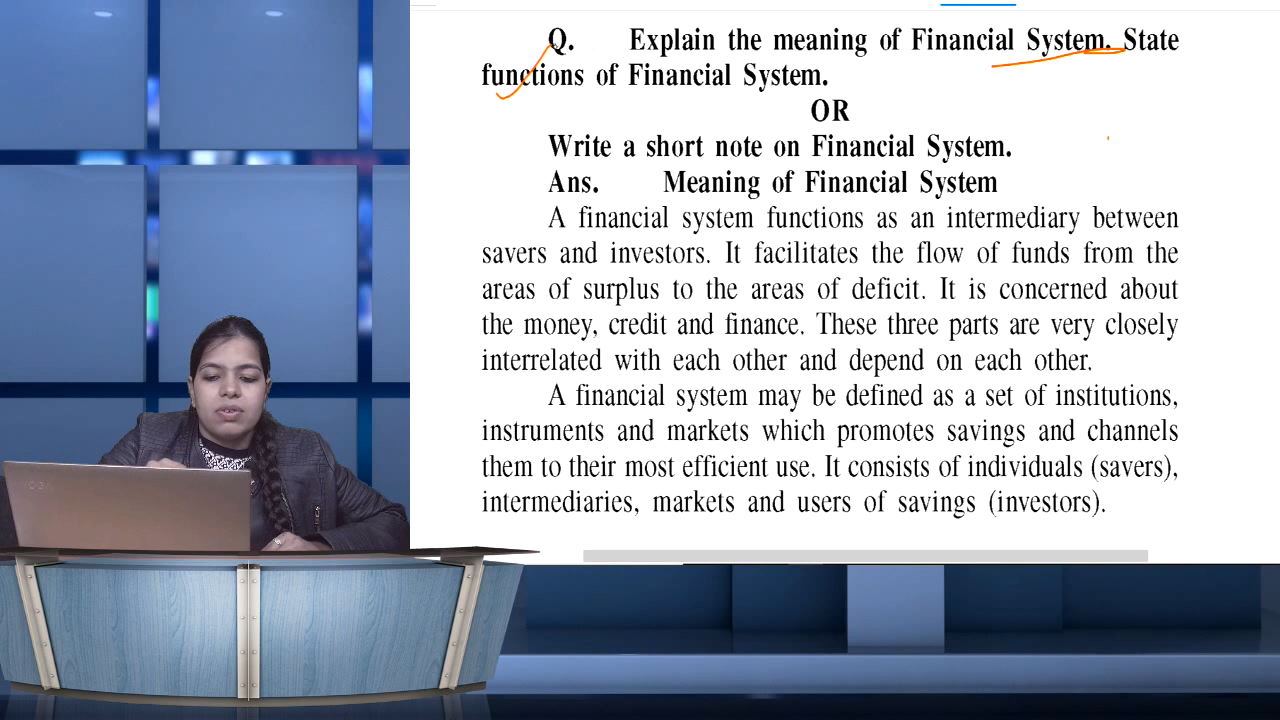 Q. Explain the meaning of Financial System. State
functions of Financial System.
OR
Write a short note on Financial System.
Ans. Meaning of Financial System
A financial system functions as an intermediary between
savers and investors. It facilitates the flow of funds from the
areas of surplus to the areas of deficit. It is concerned about
the money, credit and finance. These three parts are very closely
interrelated with each other and depend on each other.
A financial system may be defined as a set of institutions,
instruments and markets which promotes savings and channels
them to their most efficient use. It consists of individuals (savers),
intermediaries, markets and users of savings (investors).